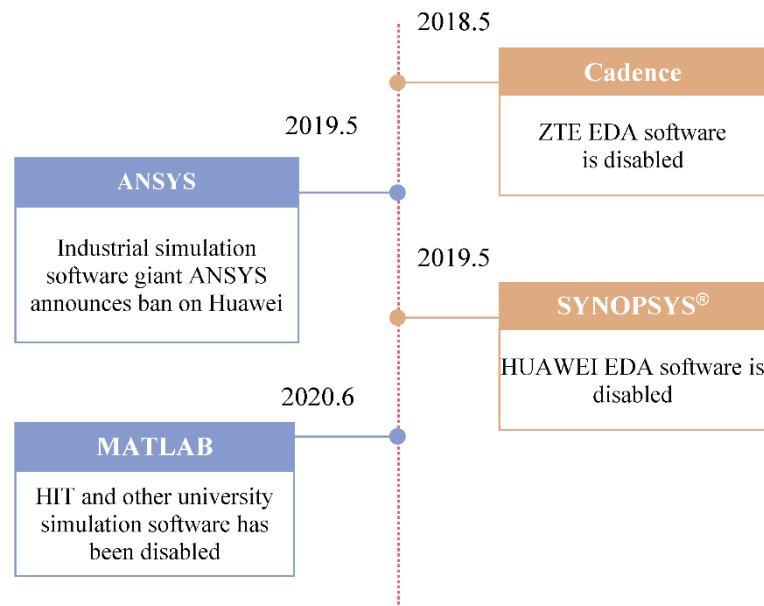 2018.5
Cadence
ZTE EDA software
is disabled
2019.5
ANSYS
Industrial simulation
software giant ANSYS
announces ban on Huawei
2019.5
SYNOPSYS®
HUAWEI EDA software is
disabled
2020.6
MATLAB
HIT and other university
simulation software has
been disabled